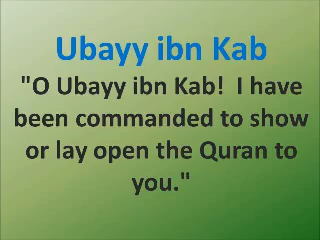 Ubayy ibn Kab
"O Ubayy ibn Kab!  I have
been commanded to show
or lay open the Quran to
you."